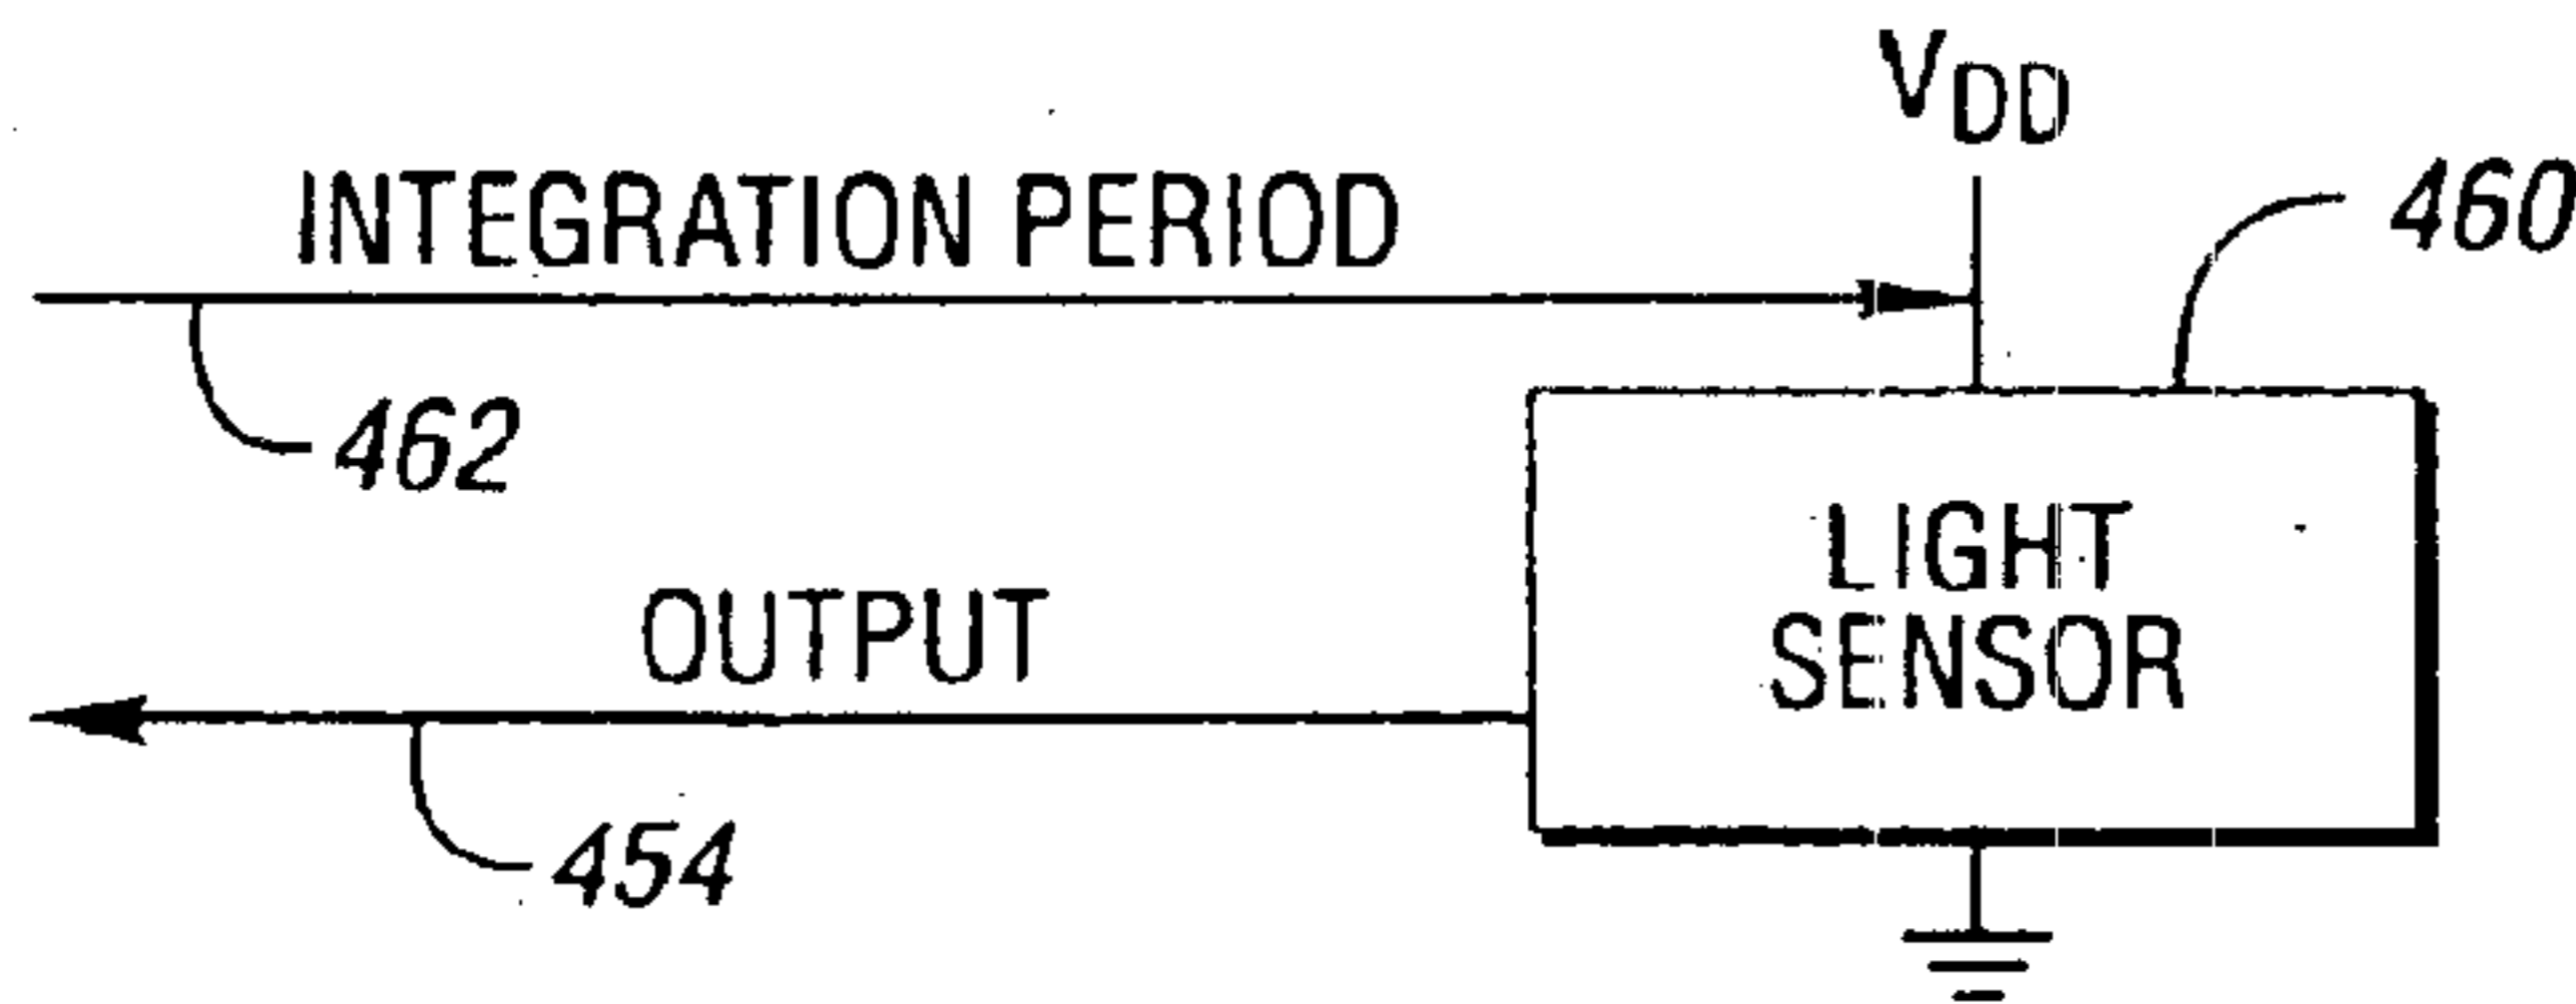 VDD
460
INTEGRATION PERIOD
462
LIGHT
SENSOR
OUTPUT
454